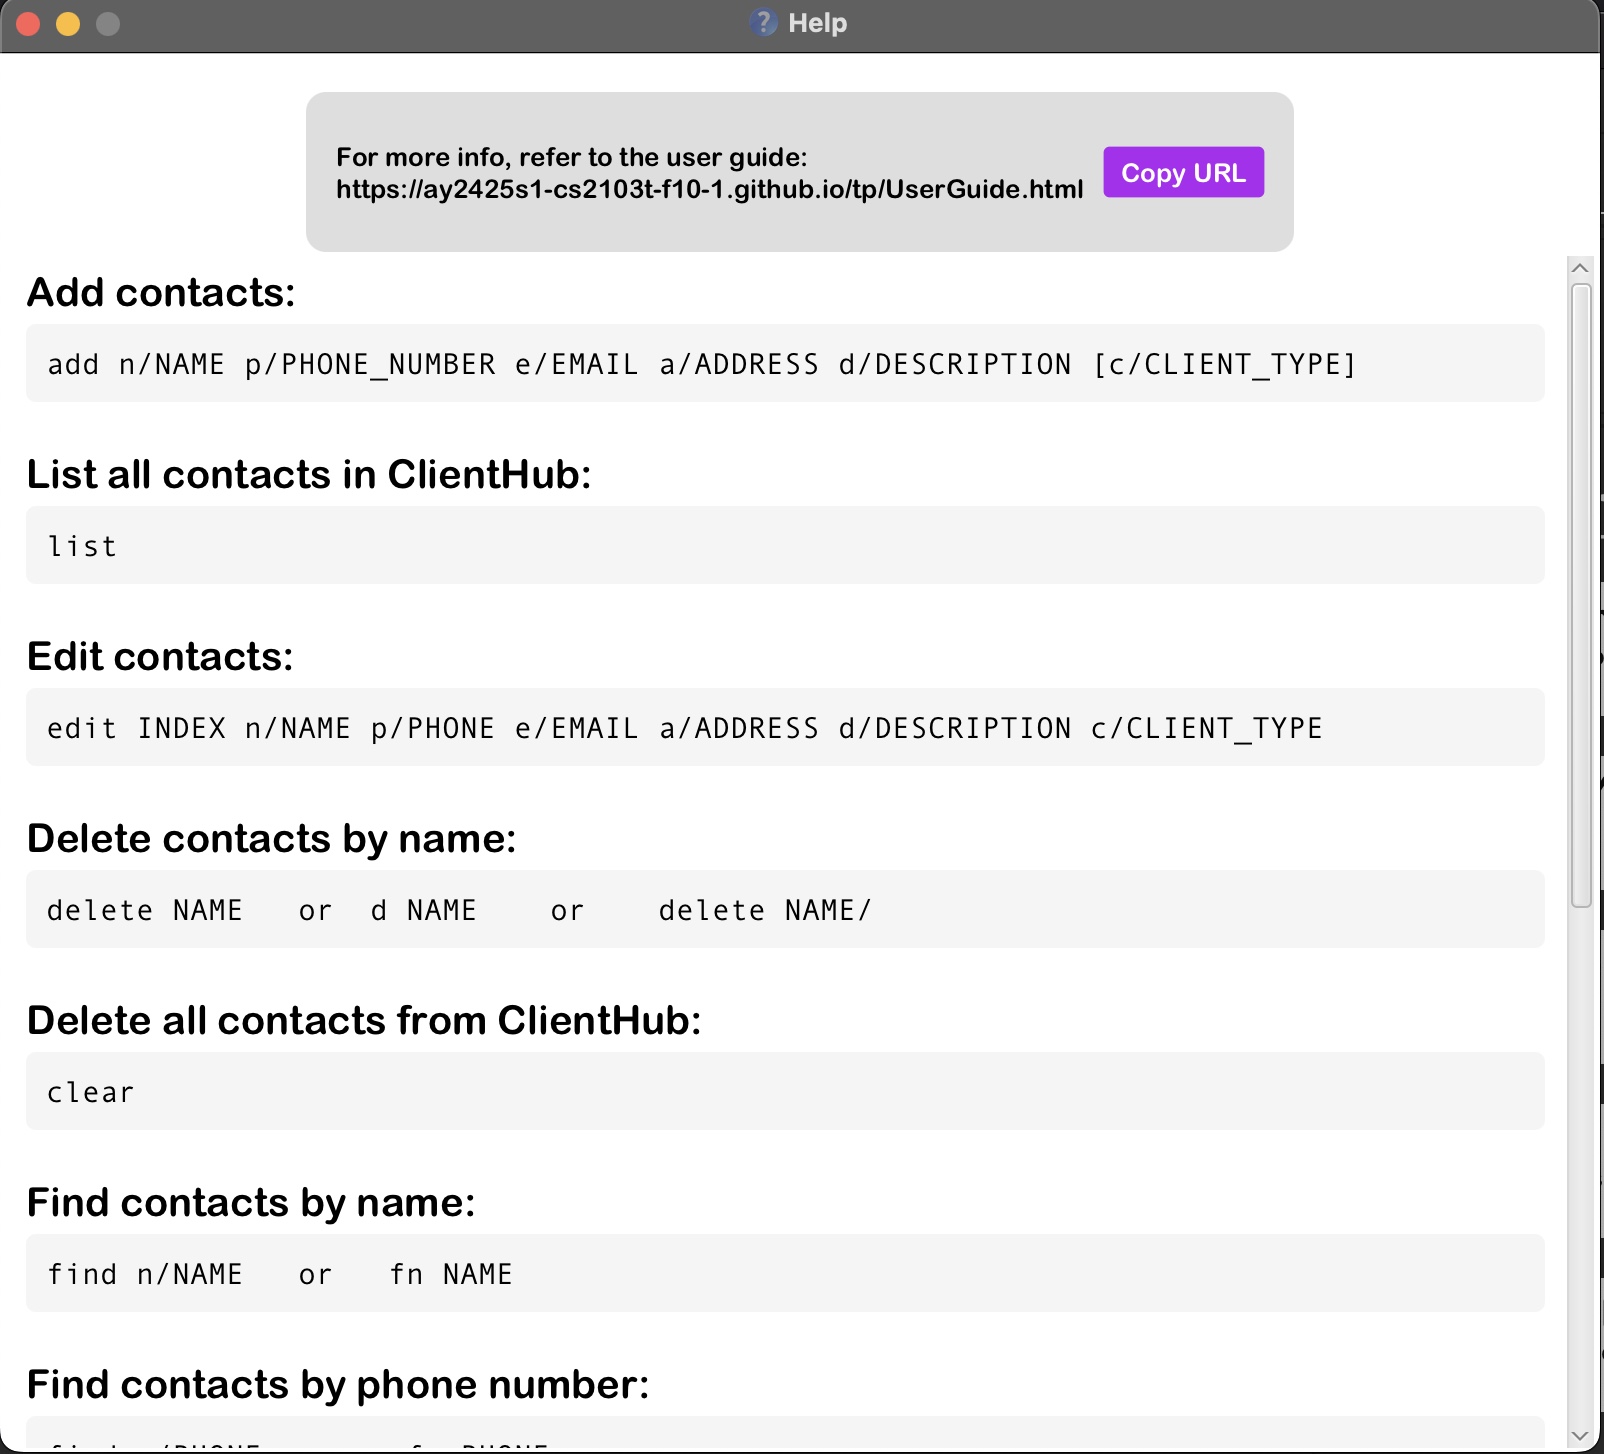 Help
For more info, refer to the user guide:
https://ay2425s1-cs2103t-f10-1.github.io/tp/UserGuide.html
Copy URL
Add contacts:
add n/NAME p/PHONE_NUMBER e/EMAIL a/ADDRESS d/DESCRIPTION [c/CLIENT_TYPE]
List all contacts in ClientHub:
list
Edit contacts:
edit INDEX n/NAME p/PHONE e/EMAIL a/ADDRESS d/DESCRIPTION c/CLIENT_TYPE
Delete contacts by name:
delete NAME   or  d NAME    or    delete NAME/
Delete all contacts from ClientHub:
clear
Find contacts by name:
find n/NAME   or   fn NAME
Find contacts by phone number: